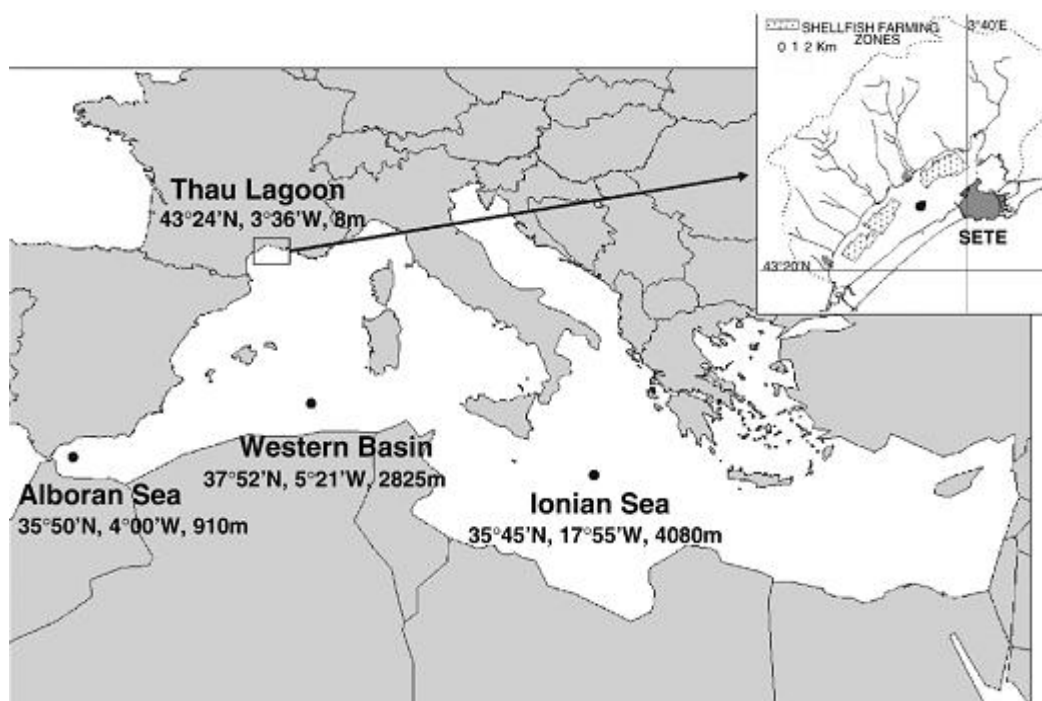 SHELLFISH FARMING
ZONES
3°40'E
0 1 2 Km
SETE
43°20'N
Thau Lagoon
43°24'N, 3°36'W, 8m
Western Basin
37°52'N, 5°21'W, 2825m
Alboran Sea
35°50'N, 4°00'W, 910m
Ionian Sea
35°45'N, 17°55'W, 4080m